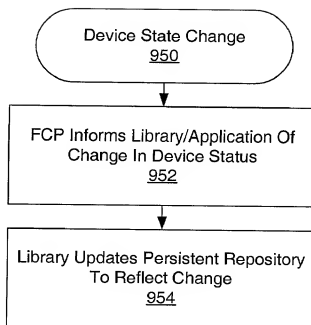 Device State Change
950
FCP Informs Library/Application Of
Change In Device Status
952
Library Updates Persistent Repository
To Reflect Change
954